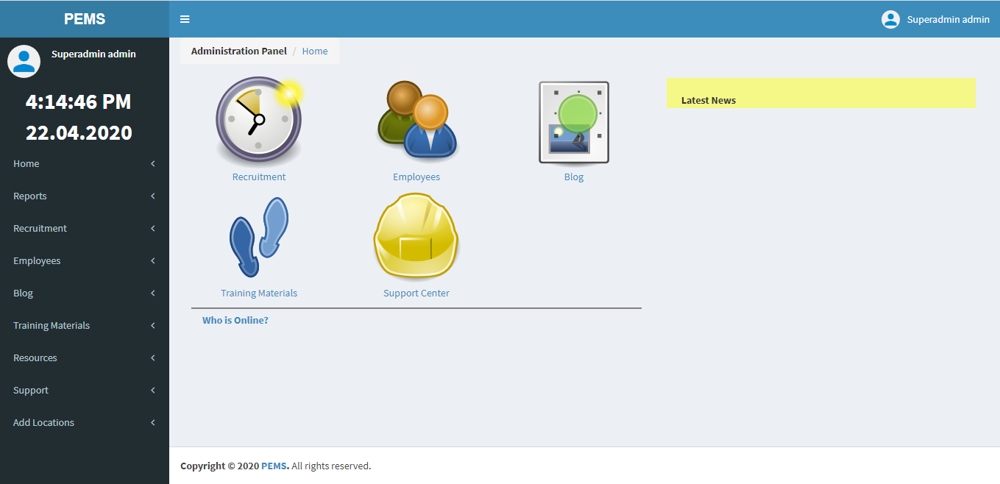 PEMS
Superadmin admin
Superadmin admin
4:14:46 PM
22.04.2020
Home
Reports
Recruitment
Employees
Blog
Training Materials
Resources
Support
Add Locations
Administration Panel / Home
Recruitment
Employees
Blog
Training Materials
Support Center
Who is Online?
Latest News
Copyright © 2020 PEMS. All rights reserved.